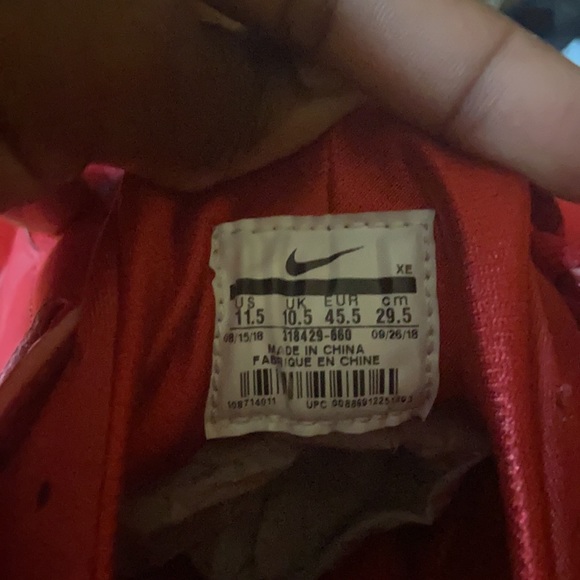 XE
US UK EUR cm
11.5 10.5 45.5 29.5
08/15/18 318429-660 09/26/18
MADE IN CHINA
FABRIQUE EN CHINE
UPC